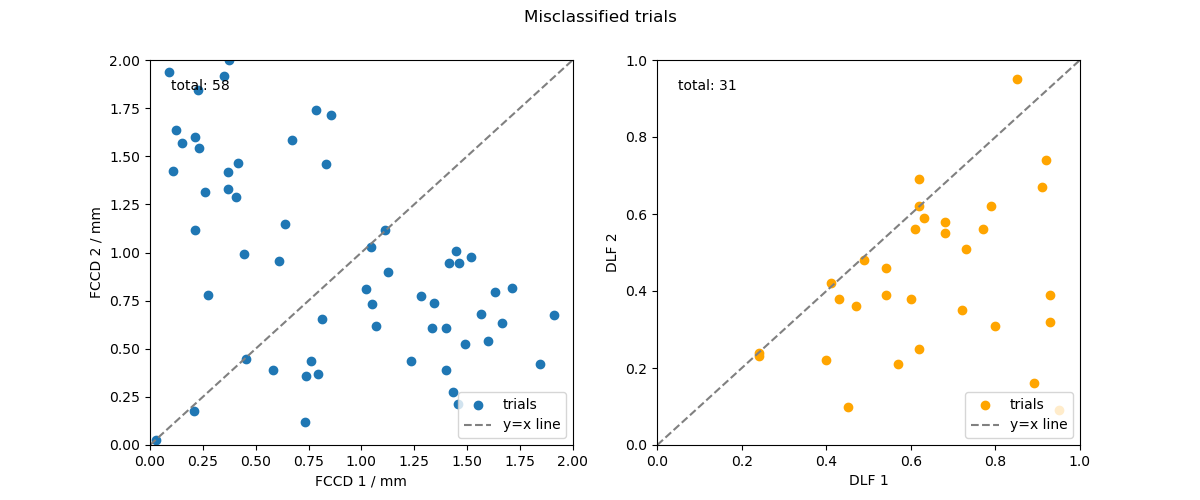 Misclassified trials
total: 58
2.00
1.75
1.50
1.25
1.00
0.75
0.50
0.25
0.00
FCCD 2 / mm
0.00 0.25 0.50 0.75 1.00 1.25 1.50 1.75 2.00
FCCD 1 / mm
trials
y=x line
total: 31
1.0
0.8
0.6
0.4
0.2
0.0
DLF 2
0.0 0.2 0.4 0.6 0.8 1.0
DLF 1
trials
y=x line